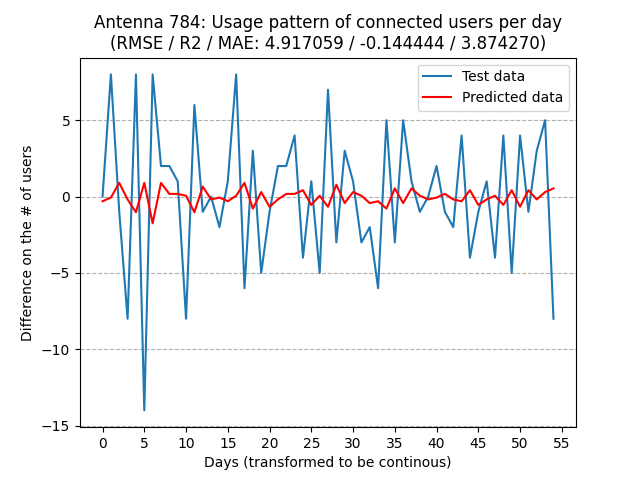 Antenna 784: Usage pattern of connected users per day
(RMSE / R2 / MAE: 4.917059 / -0.144444 / 3.874270)
Test data
Predicted data
Difference on the # of users
5
0
−5
−10
−15
0 5 10 15 20 25 30 35 40 45 50 55
Days (transformed to be continous)